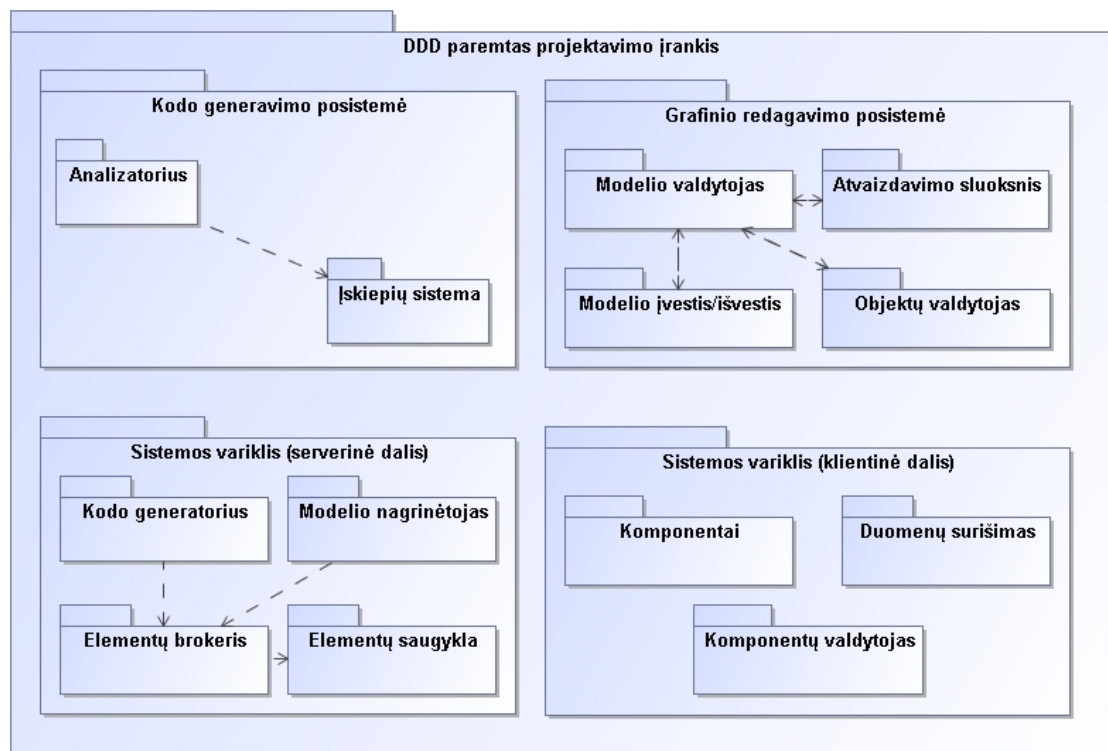 DDD paremtas projektavimo įrankis
Kodo generavimo posistemė
Analizatorius
Įskiepių sistema
Grafinio redagavimo posistemė
Modelio valdytojas
Atvaizdavimo sluoksnis
Modelio įvestis/išvestis
Objektų valdytojas
Sistemos variklis (serverinė dalis)
Kodo generatorius
Modelio nagrinėtojas
Elementų brokeris
Elementų saugykla
Sistemos variklis (klientinė dalis)
Komponentai
Duomenų surišimas
Komponentų valdytojas